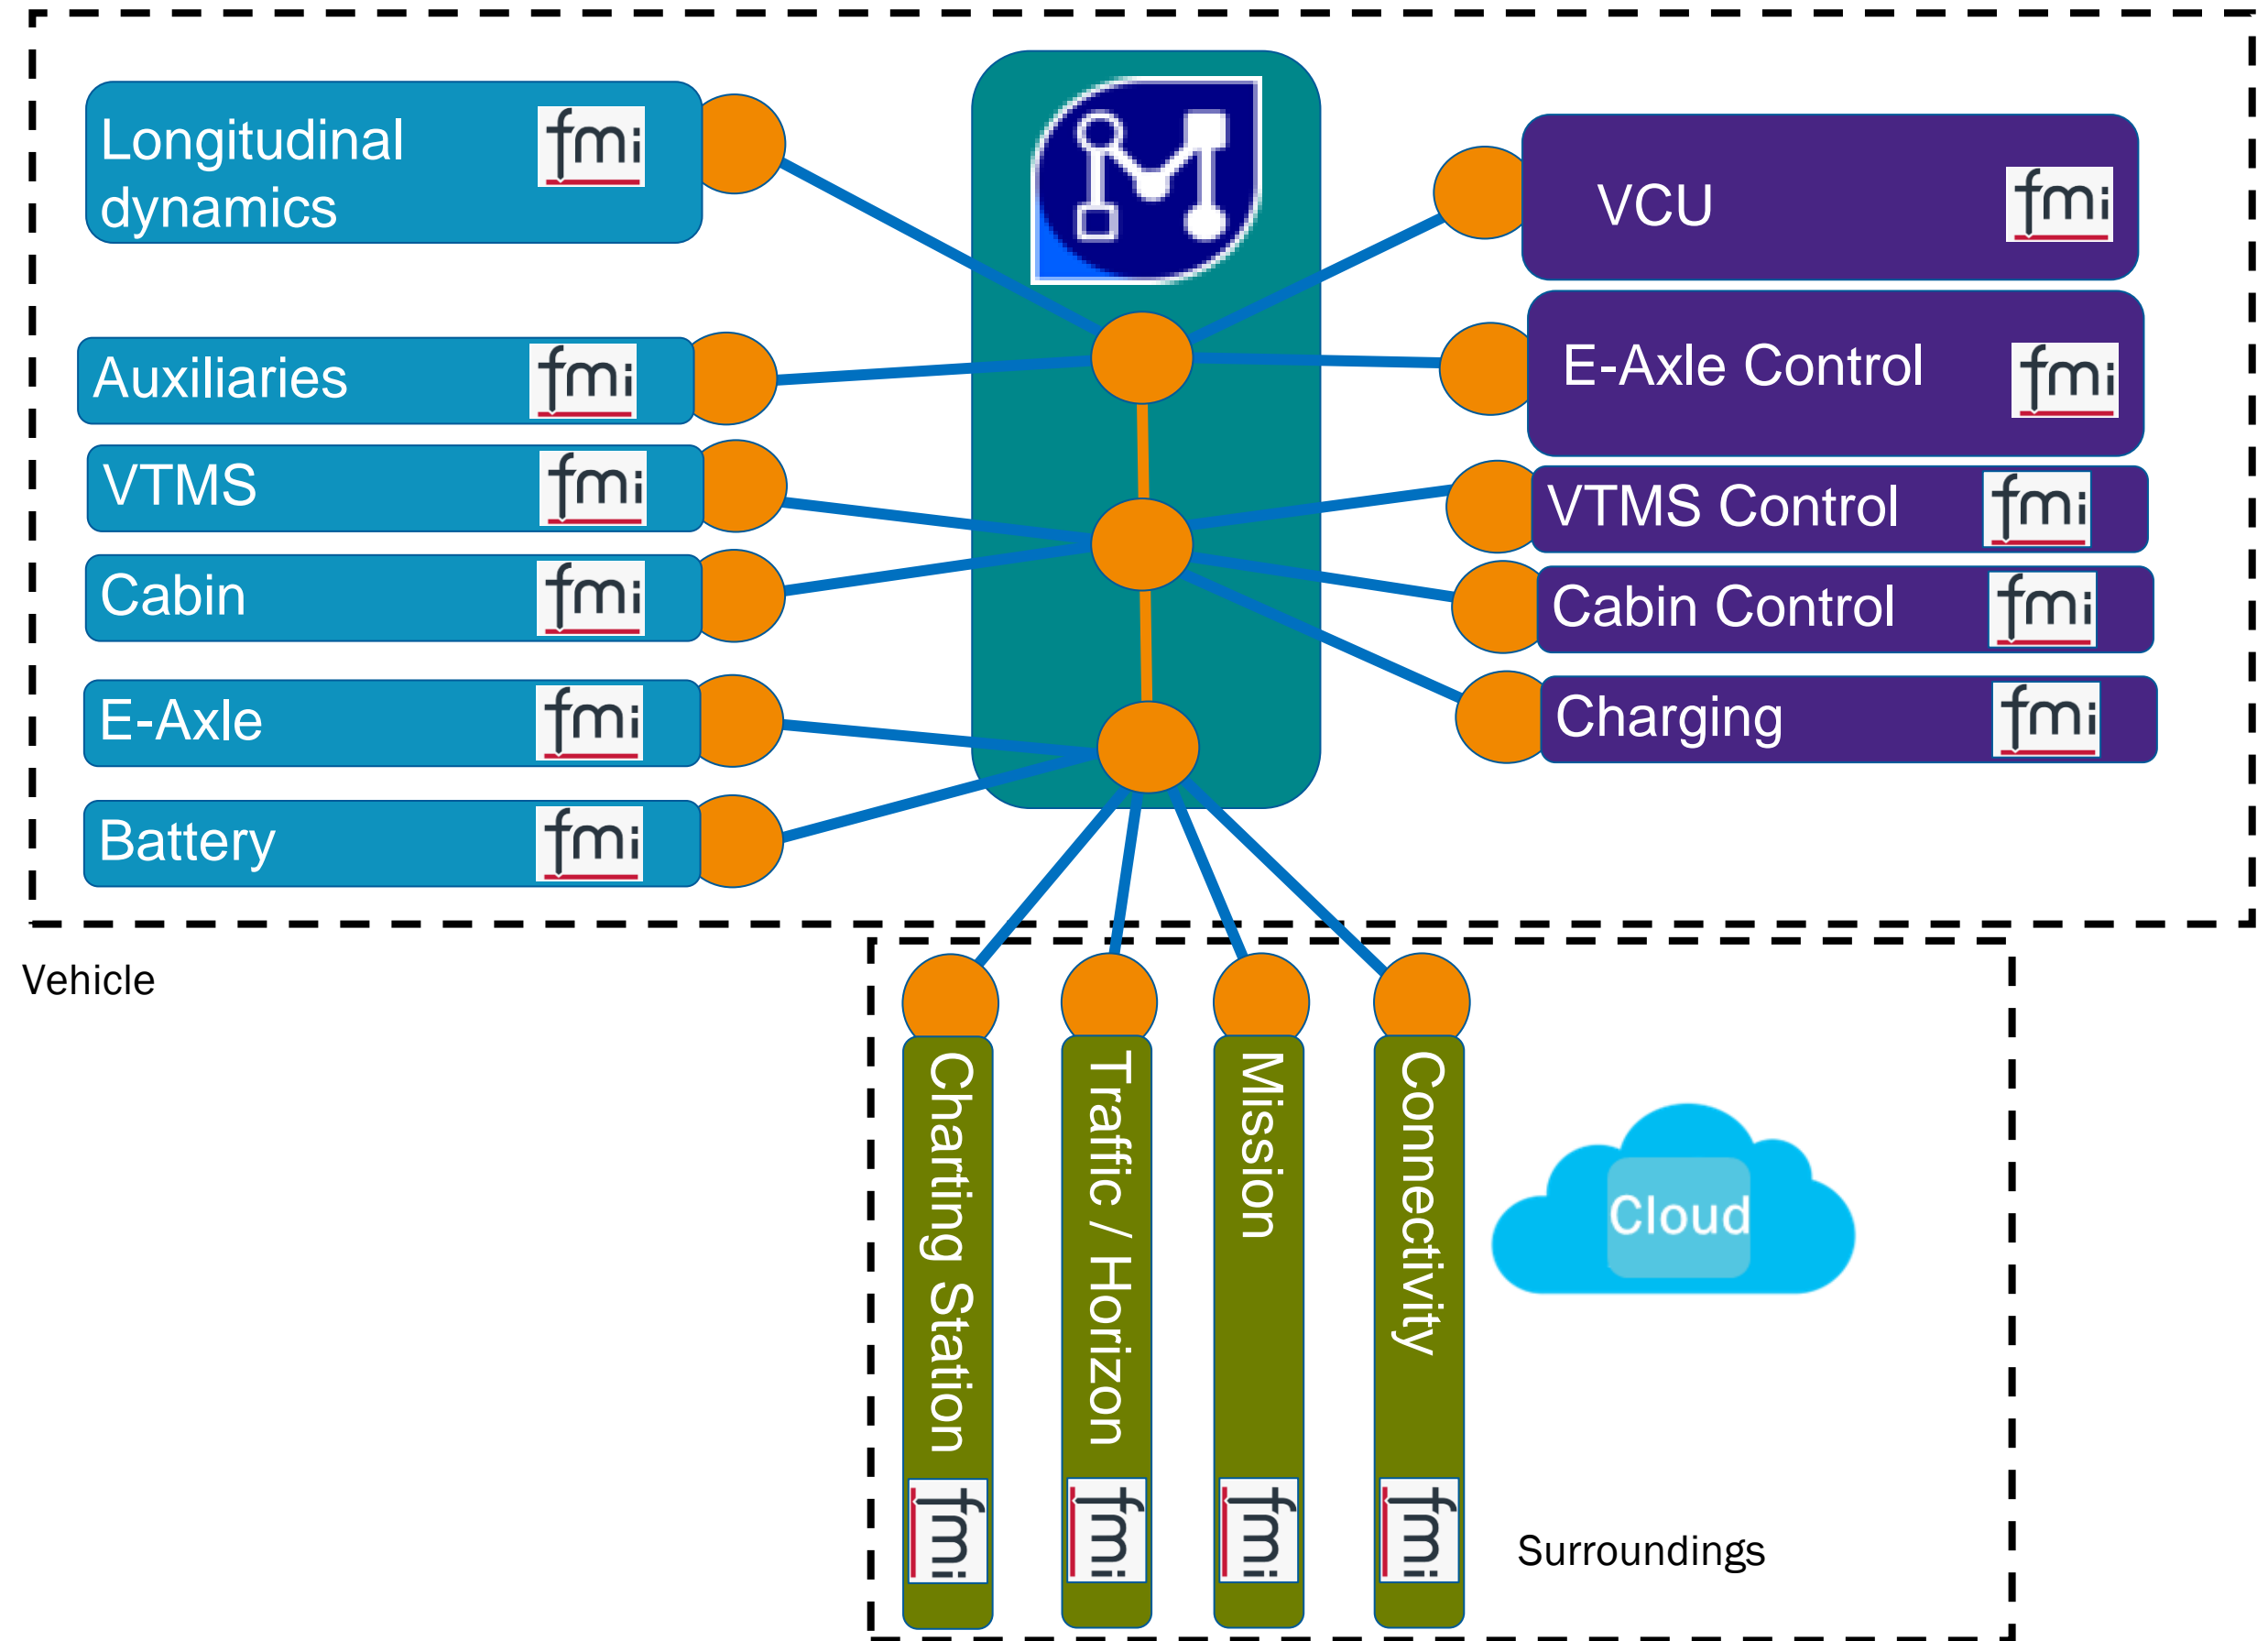 Longitudinal
dynamics
fmi
Auxiliaries
fmi
VTMS
fmi
Cabin
fmi
E-Axle
fmi
Battery
fmi
VCU
fmi
E-Axle Control
fmi
VTMS Control
fmi
Cabin Control
fmi
Charging
fmi
Vehicle
Charting Station
fmi
Traffic / Horizon
fmi
Mission
fmi
Connectivity
fmi
Cloud
Surroundings